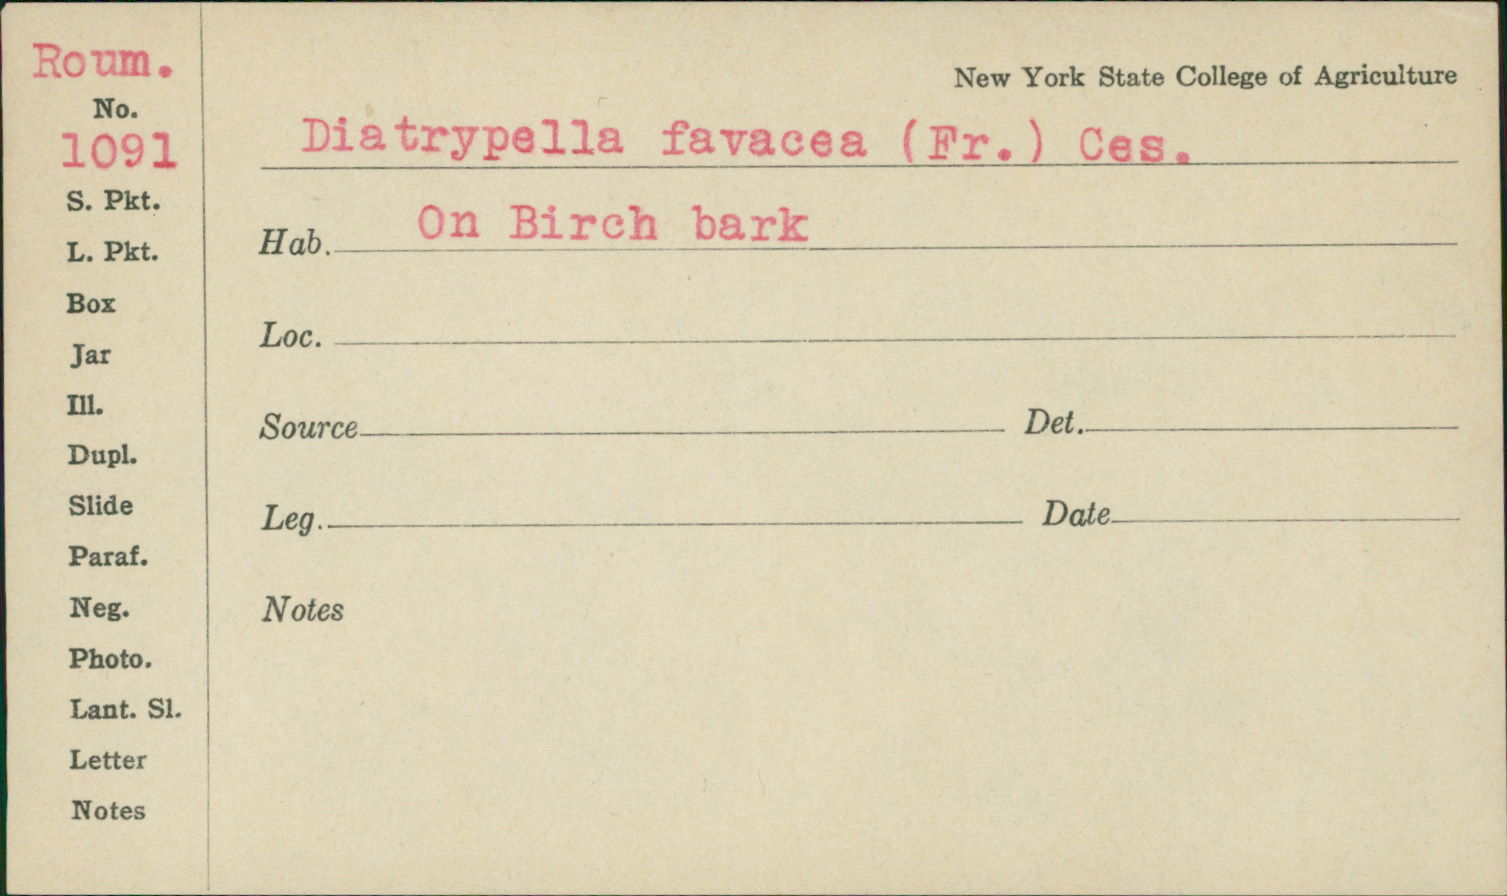 Roum.
No.
1091
S. Pkt.
L. Pkt.
Box
Jar
Ill.
Dupl.
Slide
Paraf.
Neg.
Photo.
Lant. Sl.
Letter
Notes
New York State College of Agriculture
Diatrypella favacea (Fr.) Ces.
Hab. On Birch bark
Loc.
Source Det.
Leg. Date
Notes